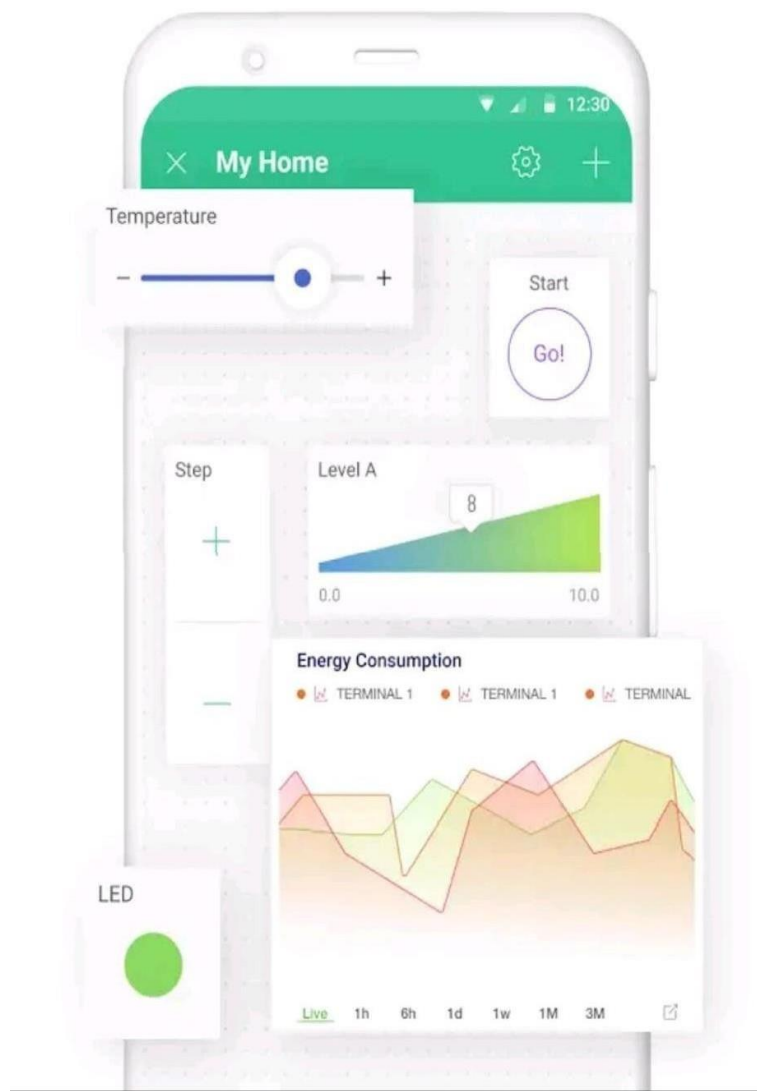 12:30
My Home
Temperature
− +
Start
Go!
Step
+
−
Level A
8
0.0 10.0
Energy Consumption
TERMINAL 1 TERMINAL 1 TERMINAL
LED
Live 1h 6h 1d 1w 1M 3M